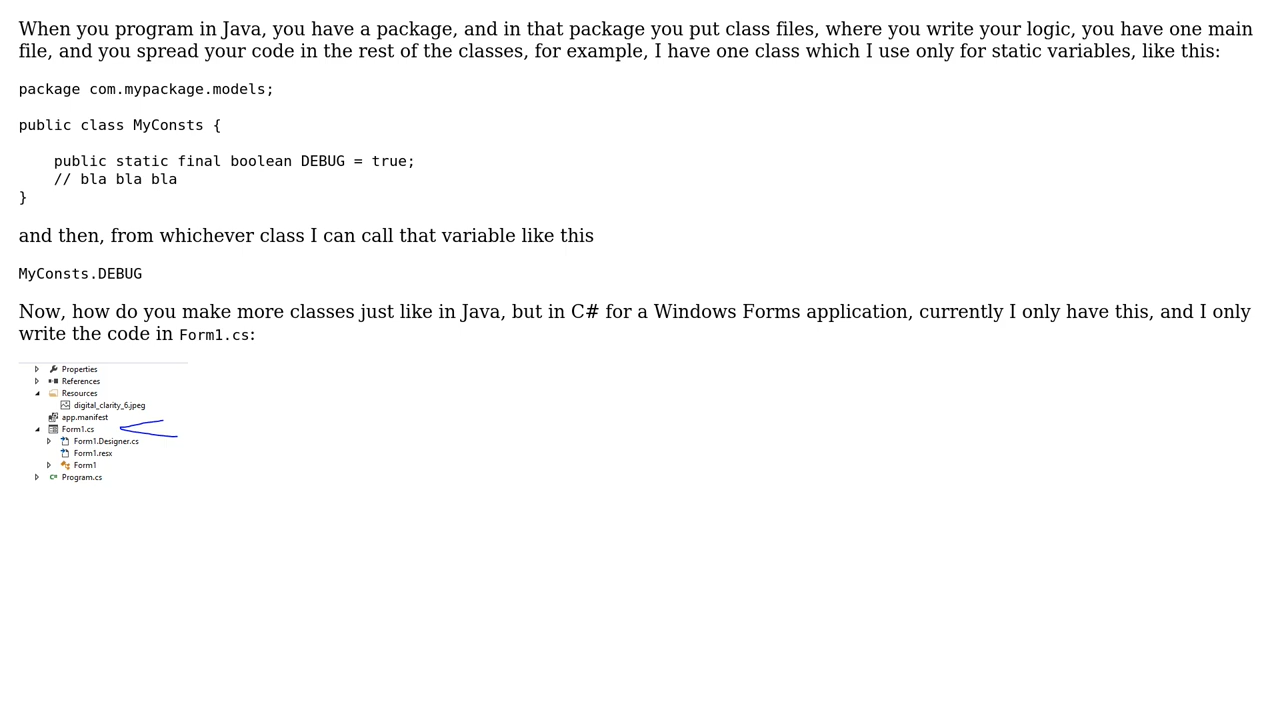 When you program in Java, you have a package, and in that package you put class files, where you write your logic, you have one main
file, and you spread your code in the rest of the classes, for example, I have one class which I use only for static variables, like this:
package com.mypackage.models;
public class MyConsts {
    public static final boolean DEBUG = true;
    // bla bla bla
}
and then, from whichever class I can call that variable like this
MyConsts.DEBUG
Now, how do you make more classes just like in Java, but in C# for a Windows Forms application, currently I only have this, and I only
write the code in Form1.cs:
Properties
References
Resources
digital_clarity_6.jpeg
app.manifest
Form1.cs
Form1.Designer.cs
Form1.resx
Form1
C# Program.cs